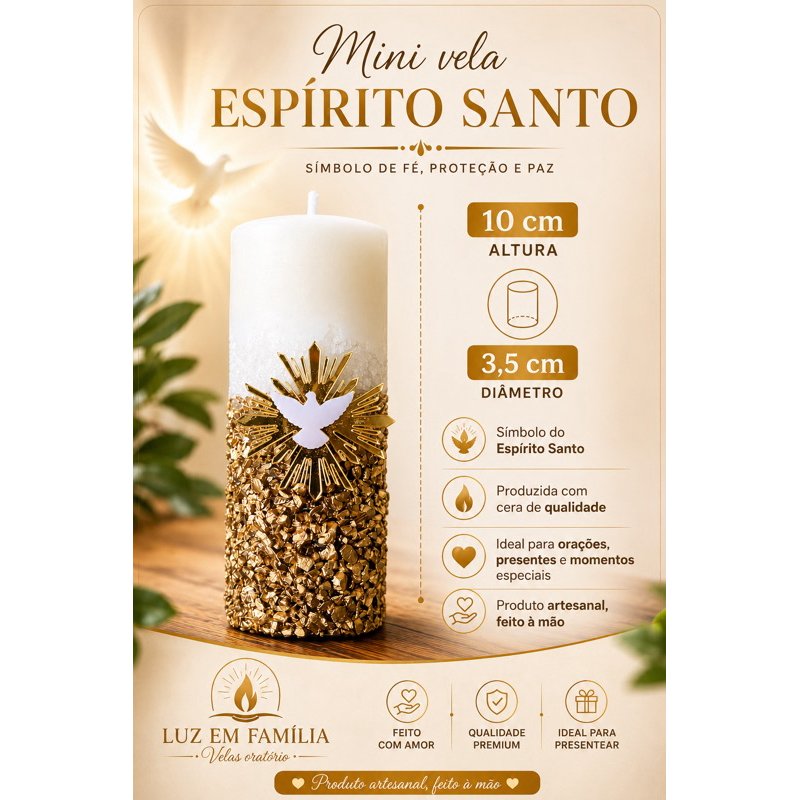 Mini vela
ESPÍRITO SANTO
SÍMBOLO DE FÉ, PROTEÇÃO E PAZ
10 cm
ALTURA
3,5 cm
DIÂMETRO
Símbolo do
Espírito Santo
Produzida com
cera de qualidade
Ideal para orações,
presentes e momentos
especiais
Produto artesanal,
feito à mão
LUZ EM FAMÍLIA
Velas oratório
FEITO
COM AMOR
QUALIDADE
PREMIUM
IDEAL PARA
PRESENTEAR
Produto artesanal, feito à mão